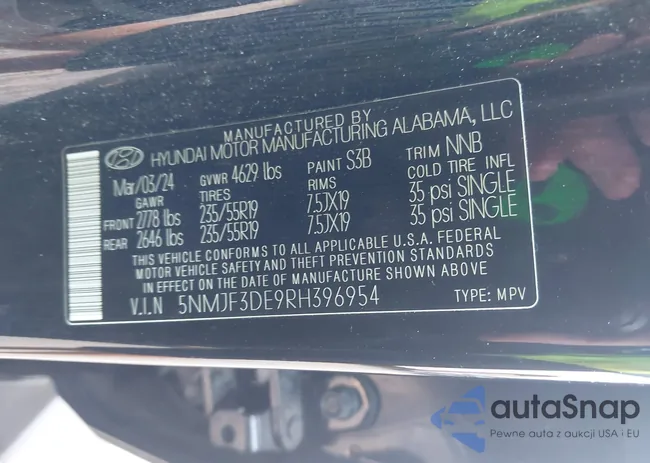 MANUFACTURED BY
HYUNDAI MOTOR MANUFACTURING ALABAMA, LLC
Mar/03/24 GVWR 4629 lbs PAINT S3B TRIM NNB
GAWR TIRES RIMS COLD TIRE INFL
FRONT 2778 lbs 235/55R19 7.5JX19 35 psi SINGLE
REAR 2646 lbs 235/55R19 7.5JX19 35 psi SINGLE
THIS VEHICLE CONFORMS TO ALL APPLICABLE U.S.A. FEDERAL
MOTOR VEHICLE SAFETY AND THEFT PREVENTION STANDARDS
IN EFFECT ON THE DATE OF MANUFACTURE SHOWN ABOVE
V.I.N 5NMJF3DE9RH396954 TYPE: MPV
autaSnap
Pewne auta z aukcji USA i EU